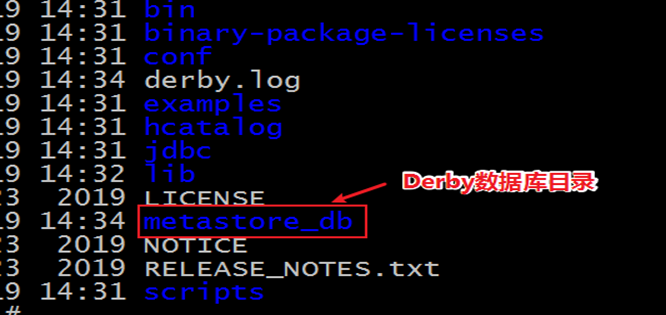 19 14:31 bin
19 14:31 binary-package-licenses
19 14:31 conf
19 14:34 derby.log
19 14:31 examples
19 14:31 hcatalog
19 14:31 jdbc
19 14:32 lib
23  2019 LICENSE
Derby数据库目录
19 14:34 metastore_db
23  2019 NOTICE
23  2019 RELEASE_NOTES.txt
19 14:31 scripts
#